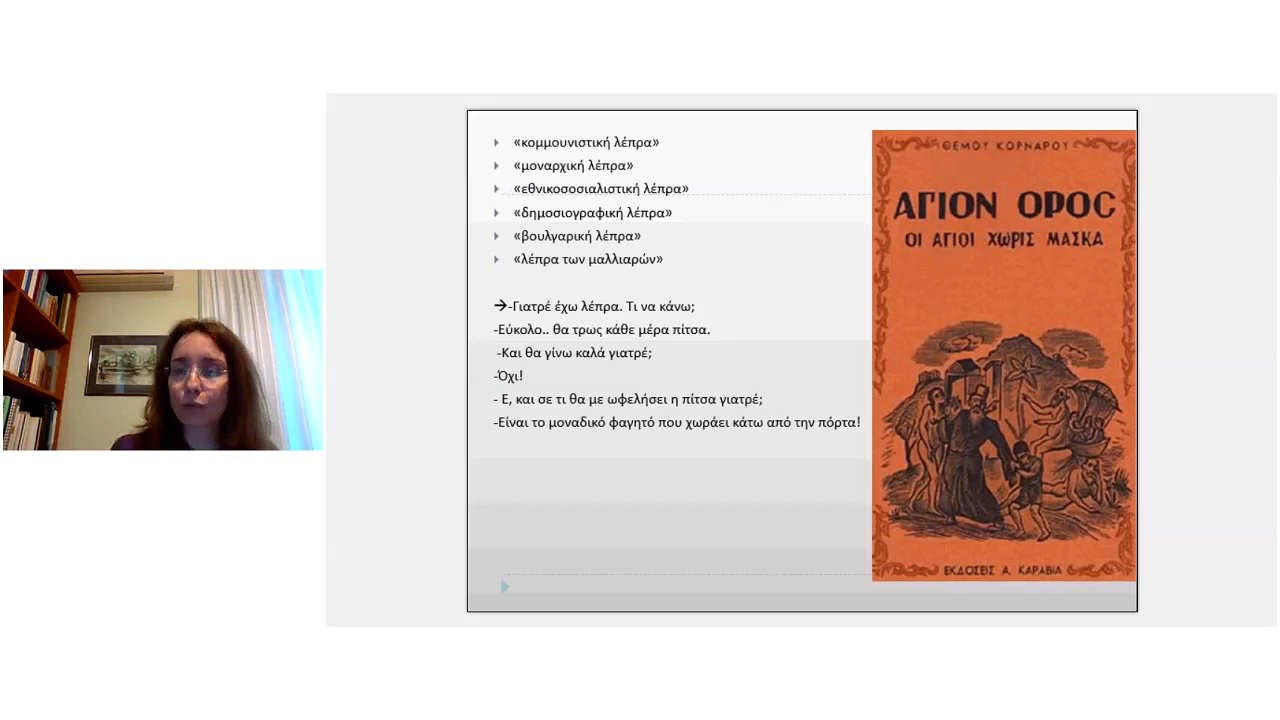 «κομμουνιστική λέπρα»
«μοναρχική λέπρα»
«εθνικοσοσιαλιστική λέπρα»
«δημοσιογραφική λέπρα»
«βουλγαρική λέπρα»
«λέπρα των μαλλιαρών»
→-Γιατρέ έχω λέπρα. Τι να κάνω;
-Εύκολο.. θα τρως κάθε μέρα πίτσα.
-Και θα γίνω καλά γιατρέ;
-Όχι!
- Ε, και σε τι θα με ωφελήσει η πίτσα γιατρέ;
-Είναι το μοναδικό φαγητό που χωράει κάτω από την πόρτα!
ΘΕΜΟΥ ΚΟΡΝΑΡΟΥ
ΑΓΙΟΝ ΟΡΟC
ΟΙ ΑΓΙΟΙ ΧΩΡΙΣ ΜΑΣΚΑ
ΕΚΔΟΣΕΙΣ Α. ΚΑΡΑΒΙΑ